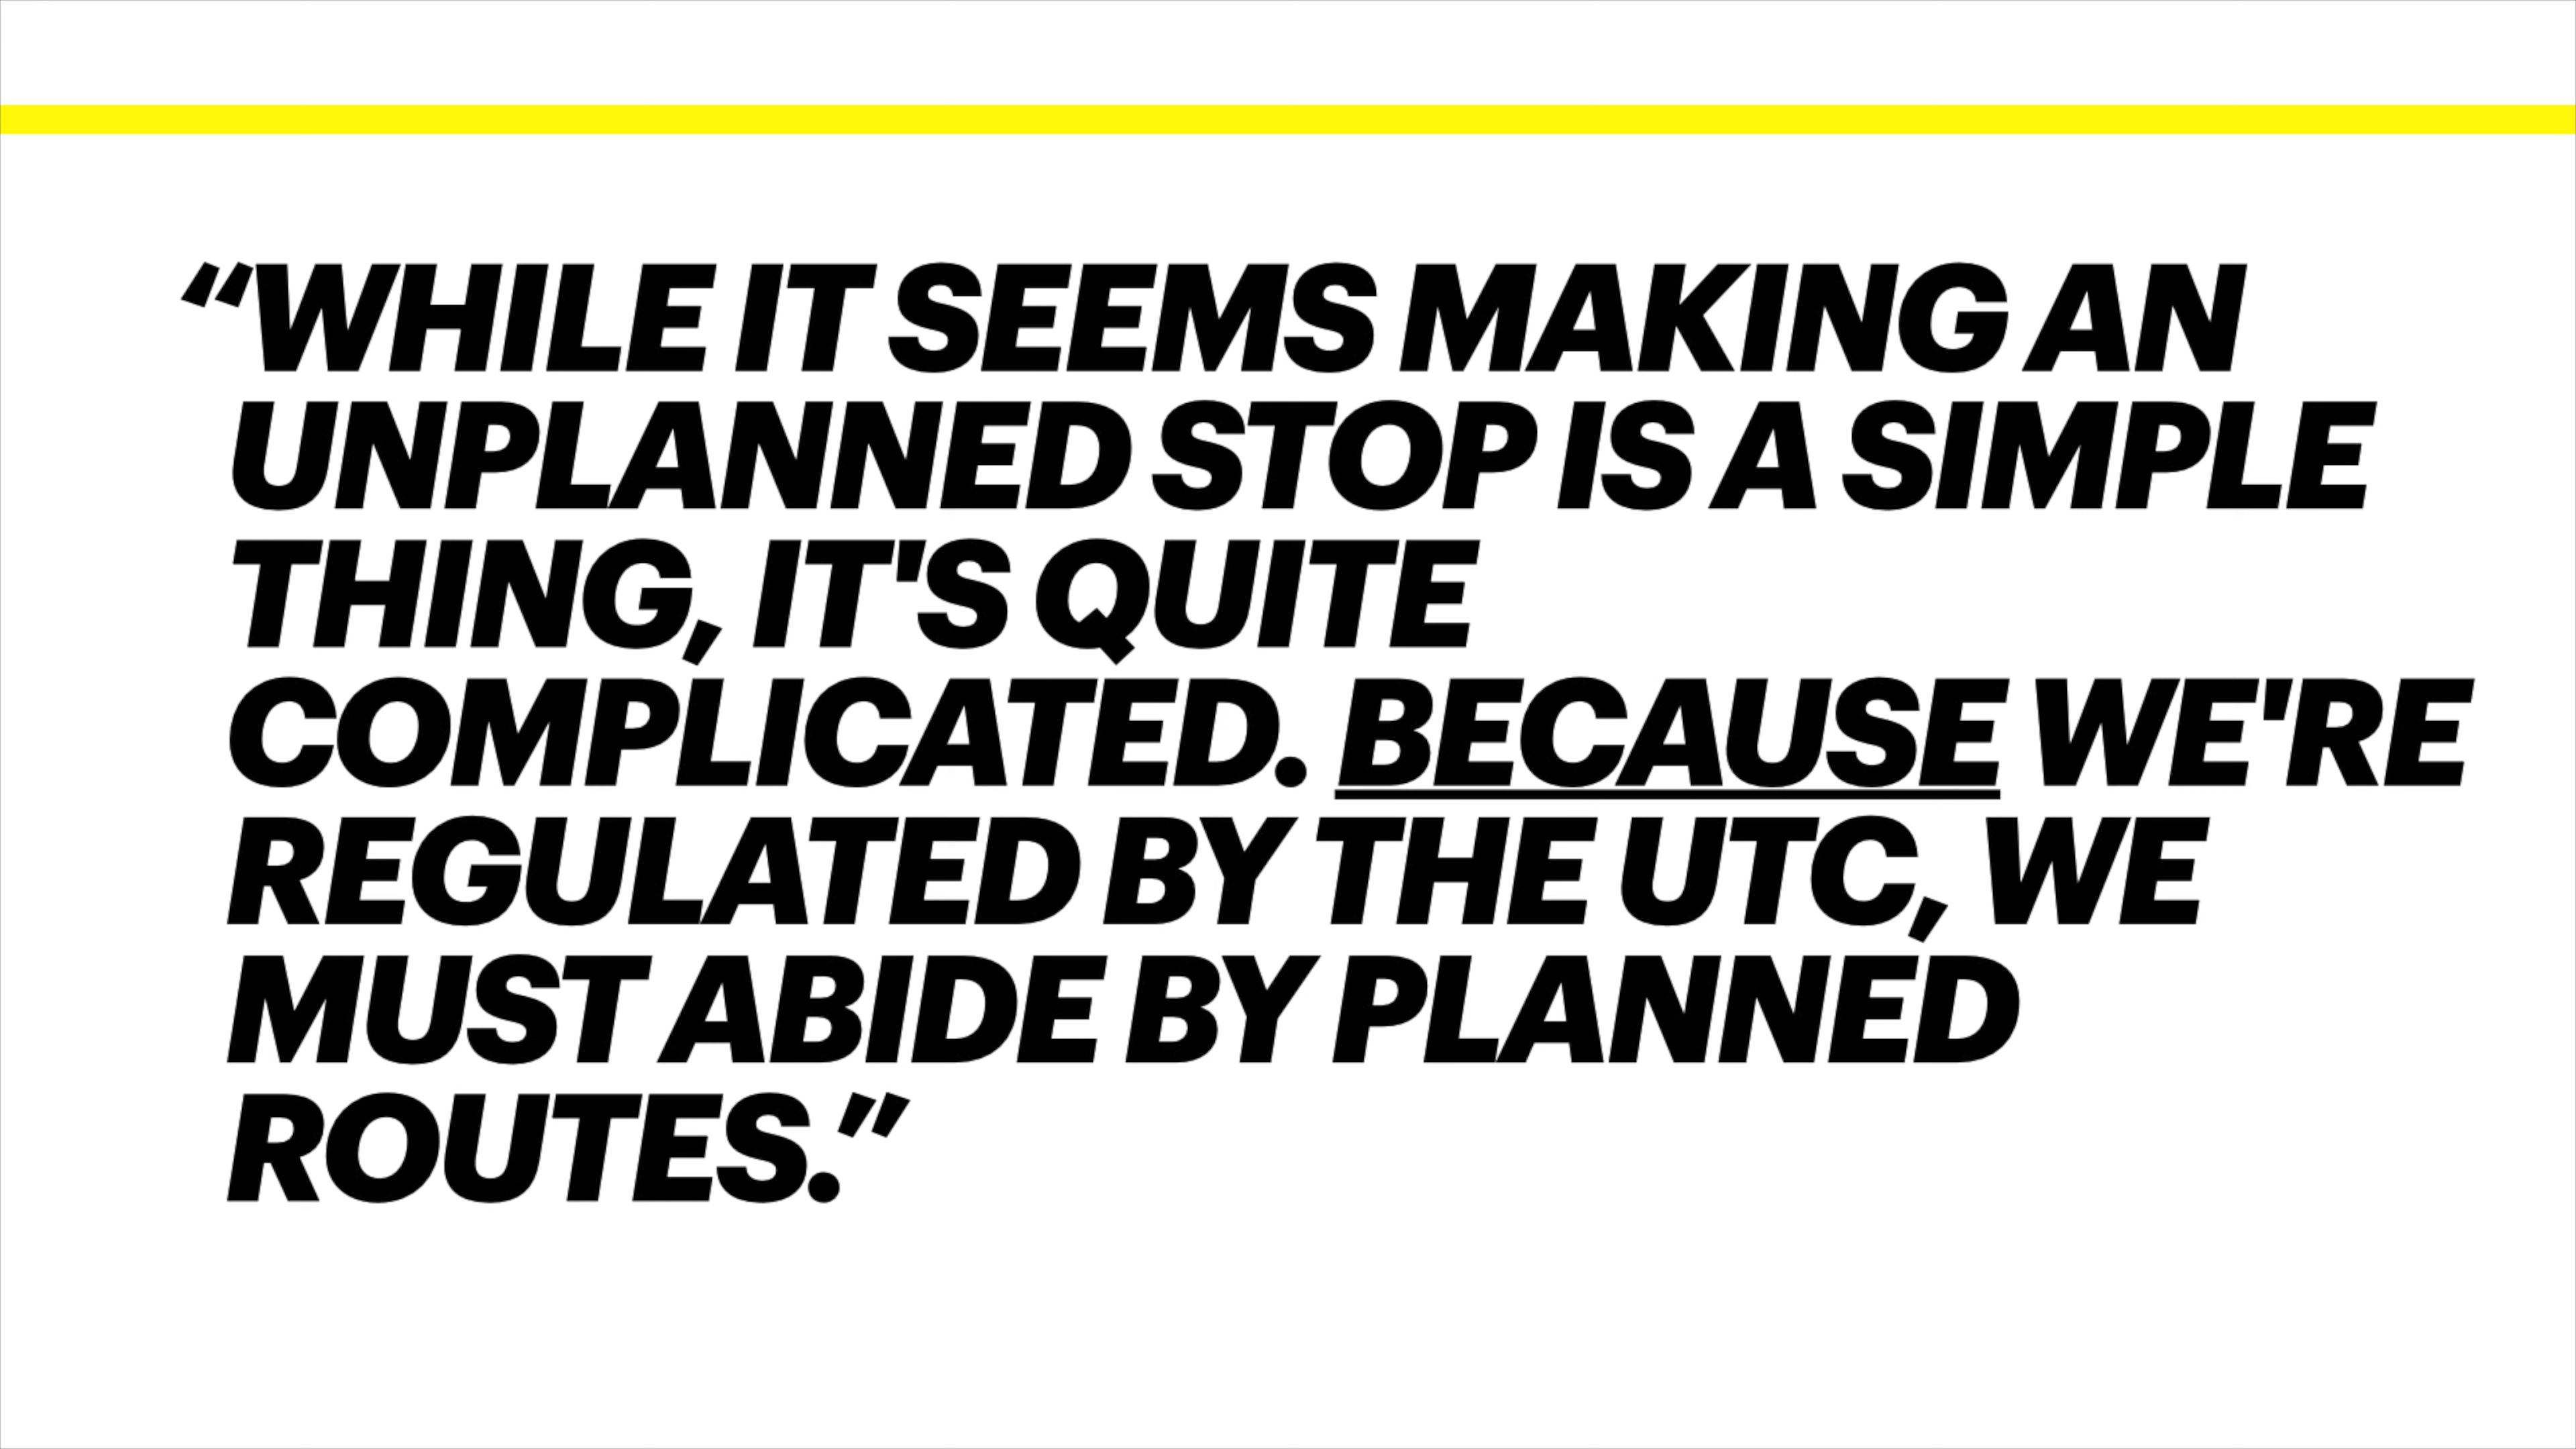 “WHILE IT SEEMS MAKING AN
UNPLANNED STOP IS A SIMPLE
THING, IT'S QUITE
COMPLICATED. BECAUSE WE'RE
REGULATED BY THE UTC, WE
MUST ABIDE BY PLANNED
ROUTES.”